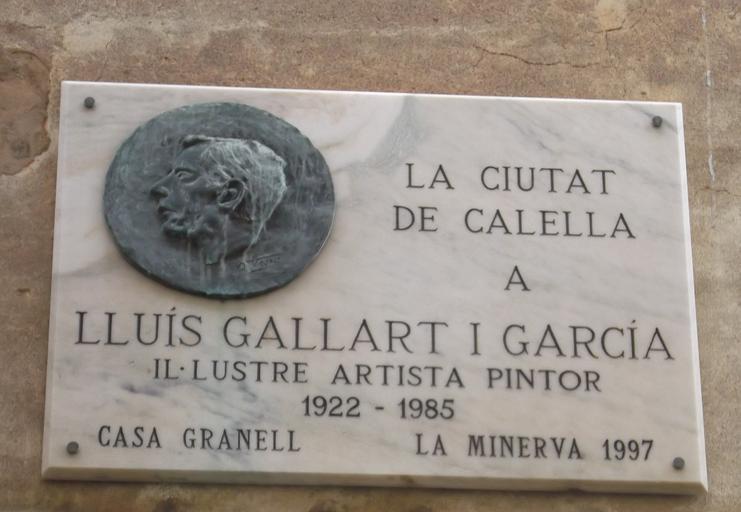 LA CIUTAT
DE CALELLA
A
LLUÍS GALLART I GARCÍA
IL·LUSTRE ARTISTA PINTOR
1922 - 1985
CASA GRANELL LA MINERVA 1997